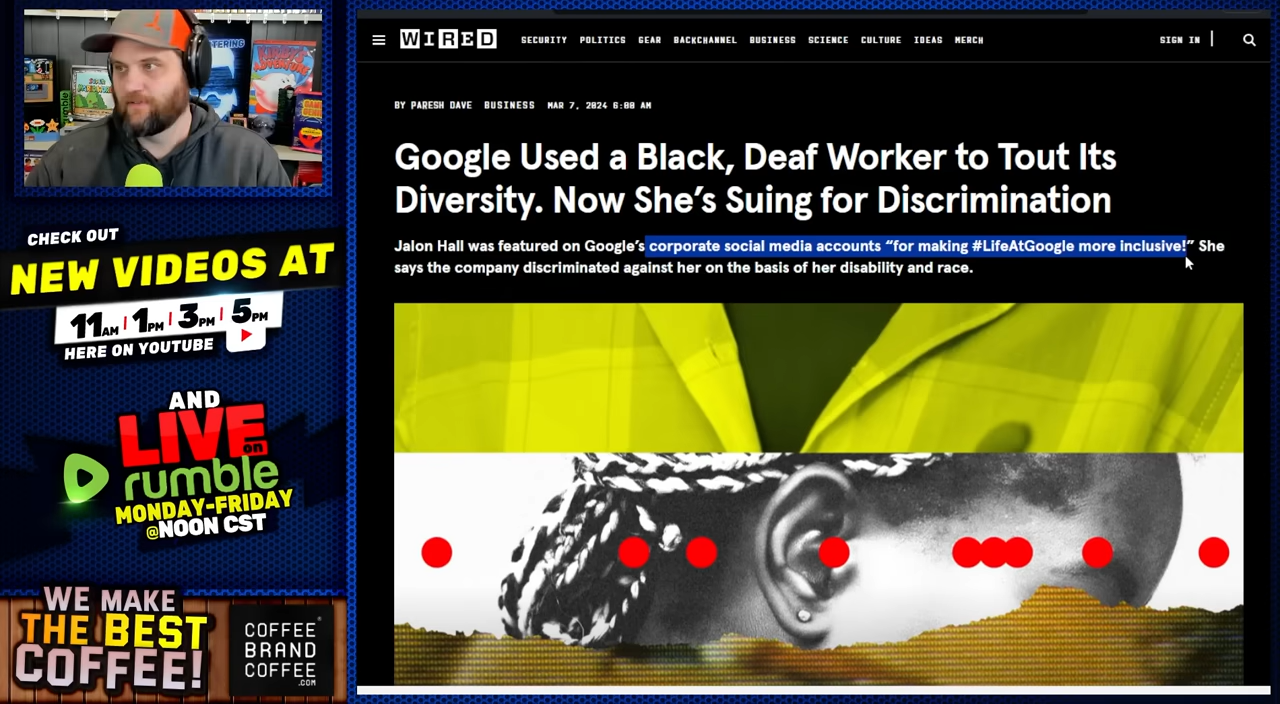 CHECK OUT
NEW VIDEOS AT
11AM | 1PM | 3PM | 5PM
HERE ON YOUTUBE
AND
LIVE on
rumble
MONDAY-FRIDAY
@NOON CST
WE MAKE
THE BEST
COFFEE!
COFFEE®
BRAND
COFFEE
.COM
WIRED
SECURITY POLITICS GEAR BACKCHANNEL BUSINESS SCIENCE CULTURE IDEAS MERCH
SIGN IN
BY PARESH DAVE BUSINESS MAR 7, 2024 6:00 AM
Google Used a Black, Deaf Worker to Tout Its
Diversity. Now She’s Suing for Discrimination
Jalon Hall was featured on Google’s corporate social media accounts “for making #LifeAtGoogle more inclusive!” She
says the company discriminated against her on the basis of her disability and race.